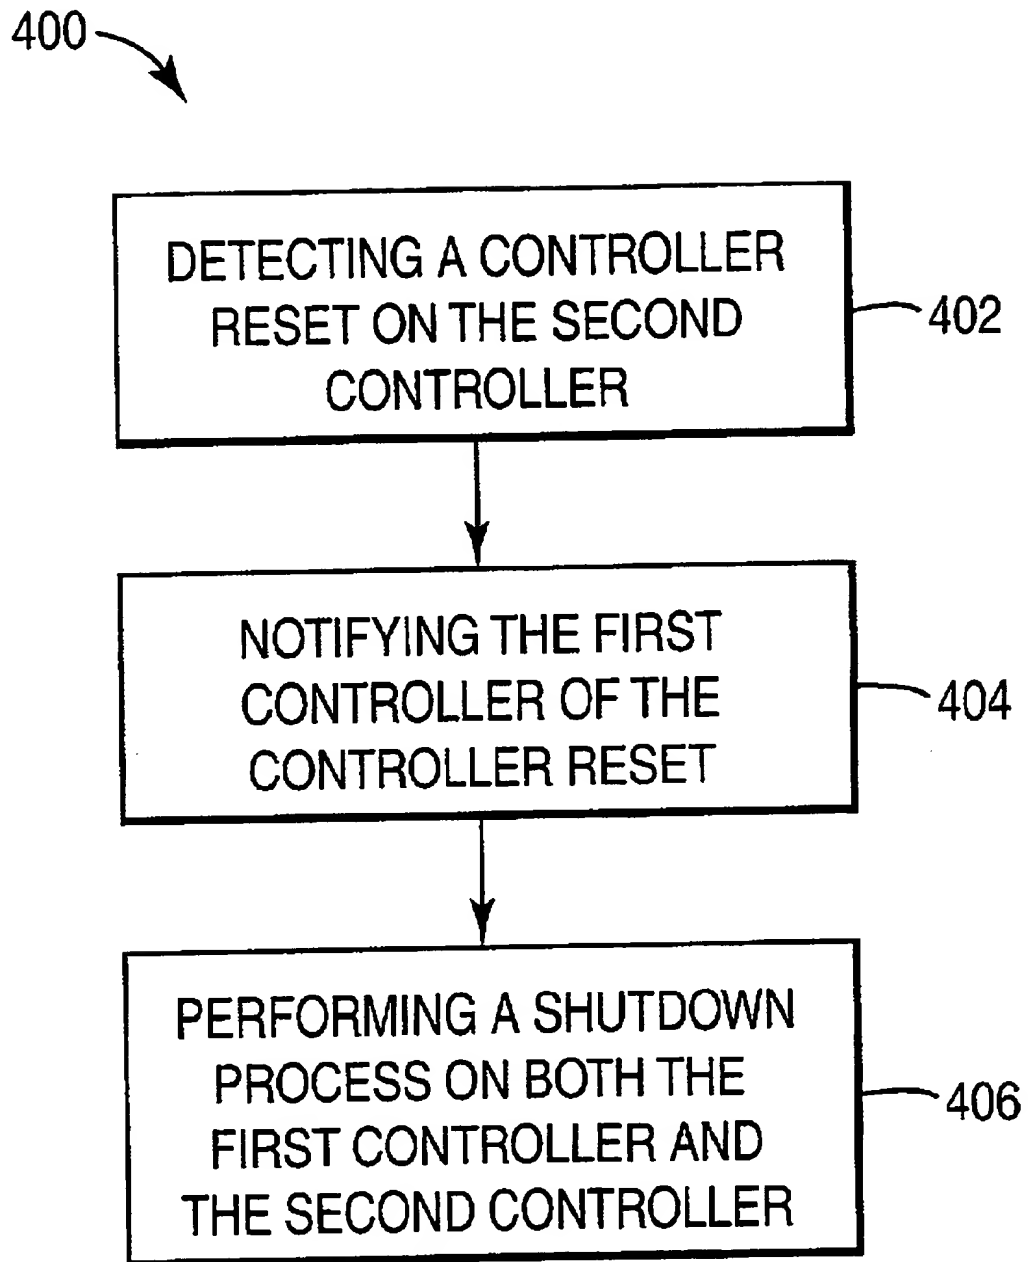 400
DETECTING A CONTROLLER
RESET ON THE SECOND
CONTROLLER
402
NOTIFYING THE FIRST
CONTROLLER OF THE
CONTROLLER RESET
404
PERFORMING A SHUTDOWN
PROCESS ON BOTH THE
FIRST CONTROLLER AND
THE SECOND CONTROLLER
406